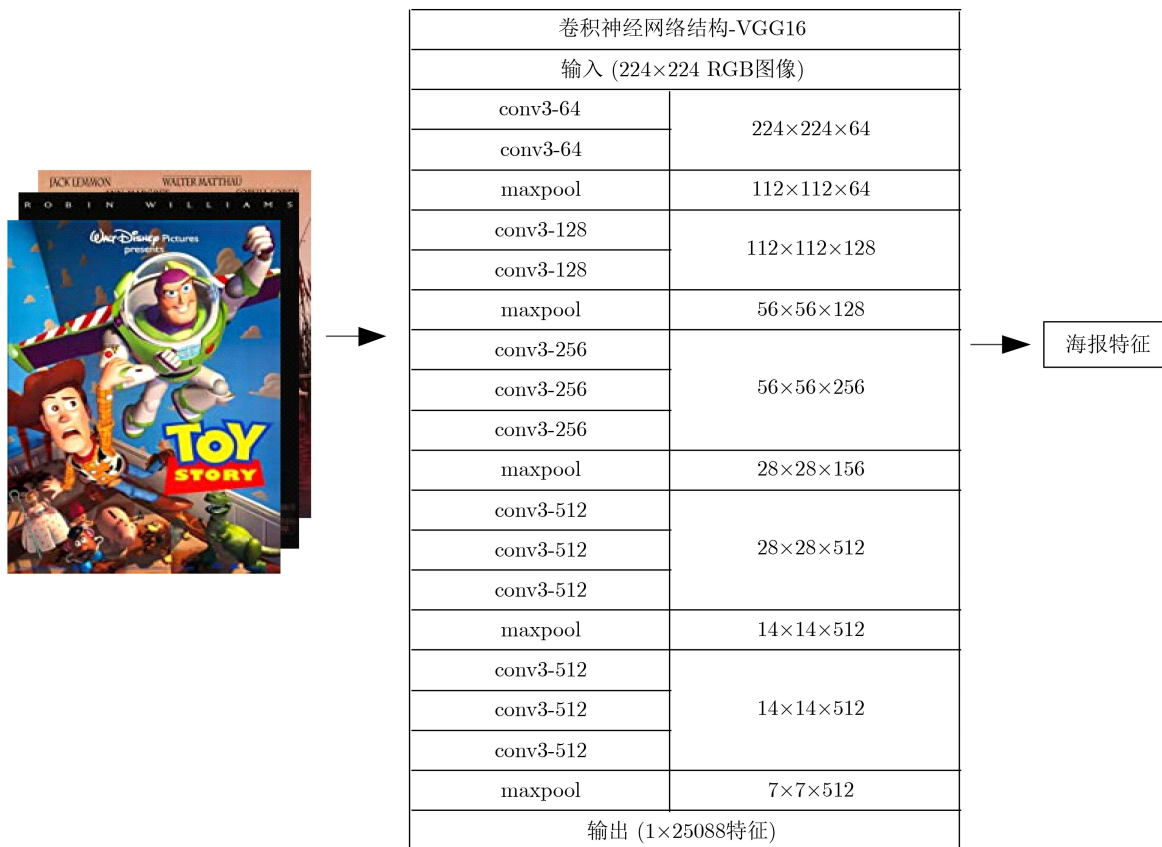 卷积神经网络结构-VGG16
输入 (224×224 RGB图像)
conv3-64
224×224×64
conv3-64
maxpool 112×112×64
conv3-128
112×112×128
conv3-128
maxpool 56×56×128
conv3-256
conv3-256 56×56×256
conv3-256
maxpool 28×28×156
conv3-512
conv3-512 28×28×512
conv3-512
maxpool 14×14×512
conv3-512
conv3-512 14×14×512
conv3-512
maxpool 7×7×512
输出 (1×25088特征)
JACK LEMMON WALTER MATTHAU
ROBIN WILLIAMS
WALT DISNEY Pictures
presents
TOY
STORY
海报特征